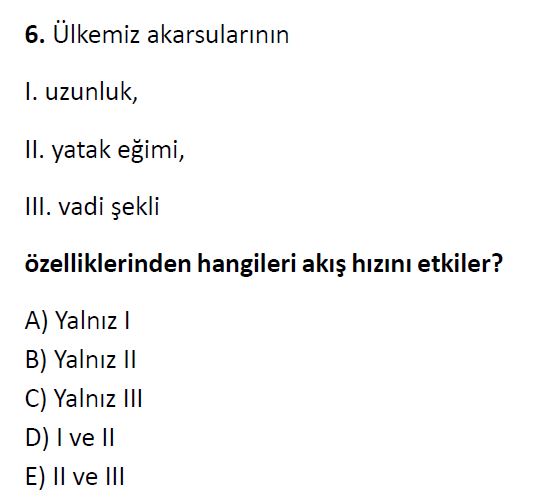 6. Ülkemiz akarsularının
I. uzunluk,
II. yatak eğimi,
III. vadi şekli
özelliklerinden hangileri akış hızını etkiler?
A) Yalnız I
B) Yalnız II
C) Yalnız III
D) I ve II
E) II ve III